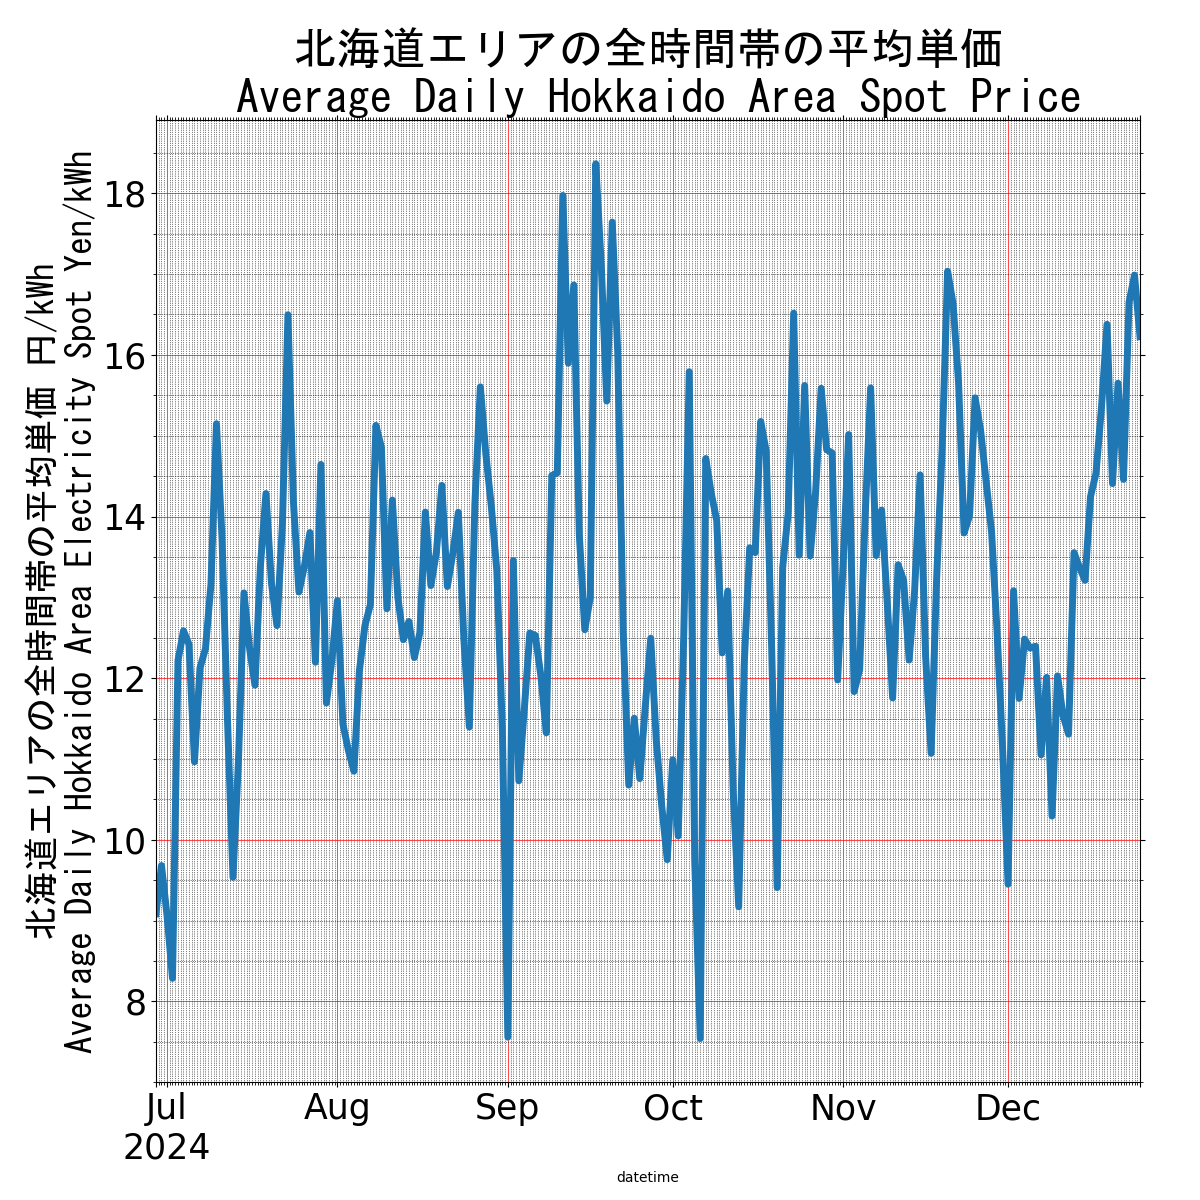 北海道エリアの全時間帯の平均単価
Average Daily Hokkaido Area Spot Price
北海道エリアの全時間帯の平均単価 円/kWh
Average Daily Hokkaido Area Electricity Spot Yen/kWh
18
16
14
12
10
8
Jul
2024
Aug
Sep
Oct
Nov
Dec
datetime